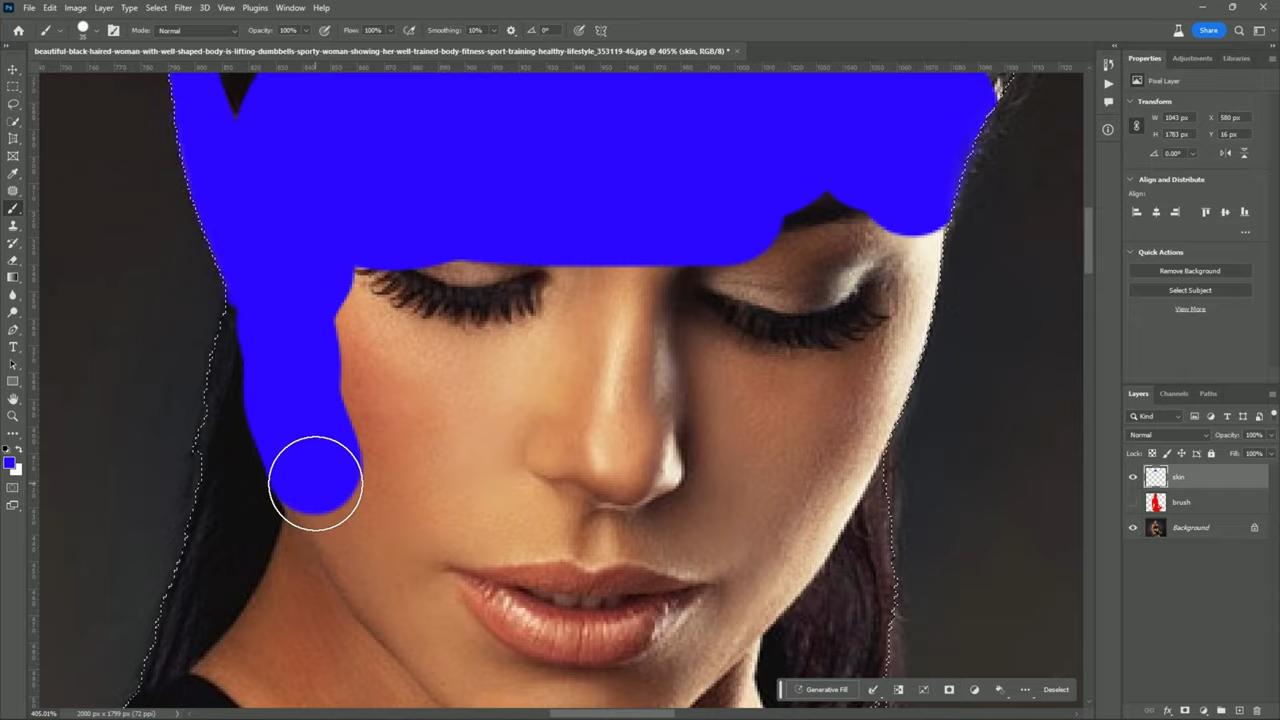 Ps File Edit Image Layer Type Select Filter 3D View Plugins Window Help
Mode: Normal Opacity: 100% Flow: 100% Smoothing: 10% 0° Share
beautiful-black-haired-woman-with-well-shaped-body-is-lifting-dumbbells-sporty-woman-showing-her-well-trained-body-fitness-sport-training-healthy-lifestyle_353119-46.jpg @ 405% (skin, RGB/8) *
Properties Adjustments Libraries
Pixel Layer
Transform
W 1043 px X 580 px
H 1783 px Y 16 px
0.00°
Align and Distribute
Align:
Quick Actions
Remove Background
Select Subject
View More
Layers Channels Paths
Kind
Normal Opacity: 100%
Lock: Fill: 100%
skin
brush
Background
Generative Fill Deselect
405.01% 2000 px x 1799 px (72 ppi)